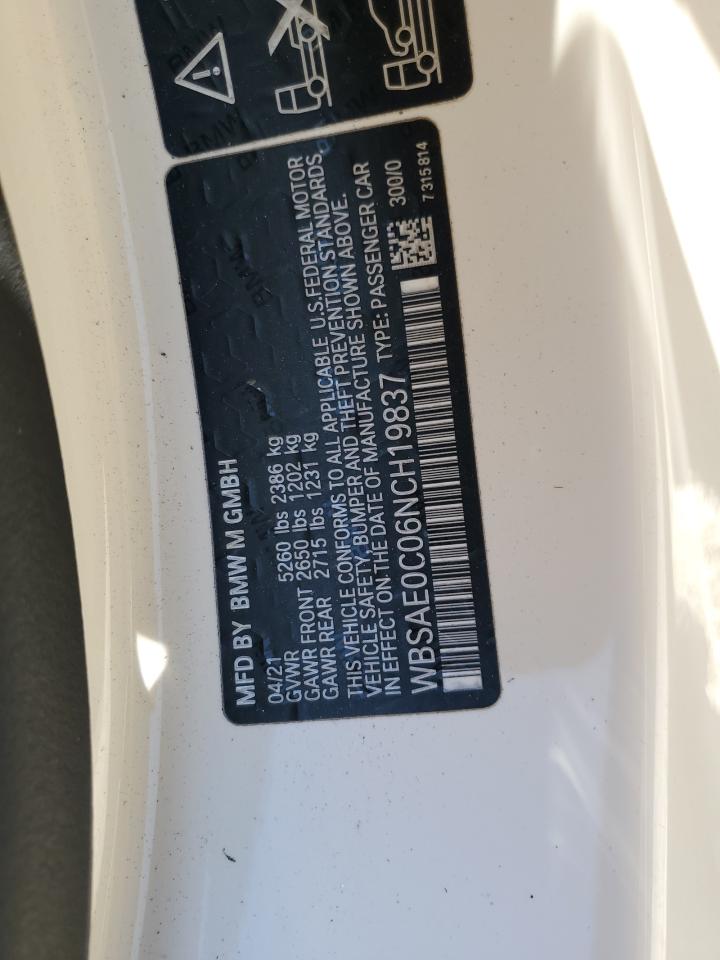 MFD BY BMW M GMBH
04/21
GVWR 5260 lbs 2386 kg
GAWR FRONT 2650 lbs 1202 kg
GAWR REAR 2715 lbs 1231 kg
THIS VEHICLE CONFORMS TO ALL APPLICABLE U.S.FEDERAL MOTOR
VEHICLE SAFETY, BUMPER AND THEFT PREVENTION STANDARDS,
IN EFFECT ON THE DATE OF MANUFACTURE SHOWN ABOVE.
WBSAE0C06NCH19837 TYPE: PASSENGER CAR
300/0
7315814